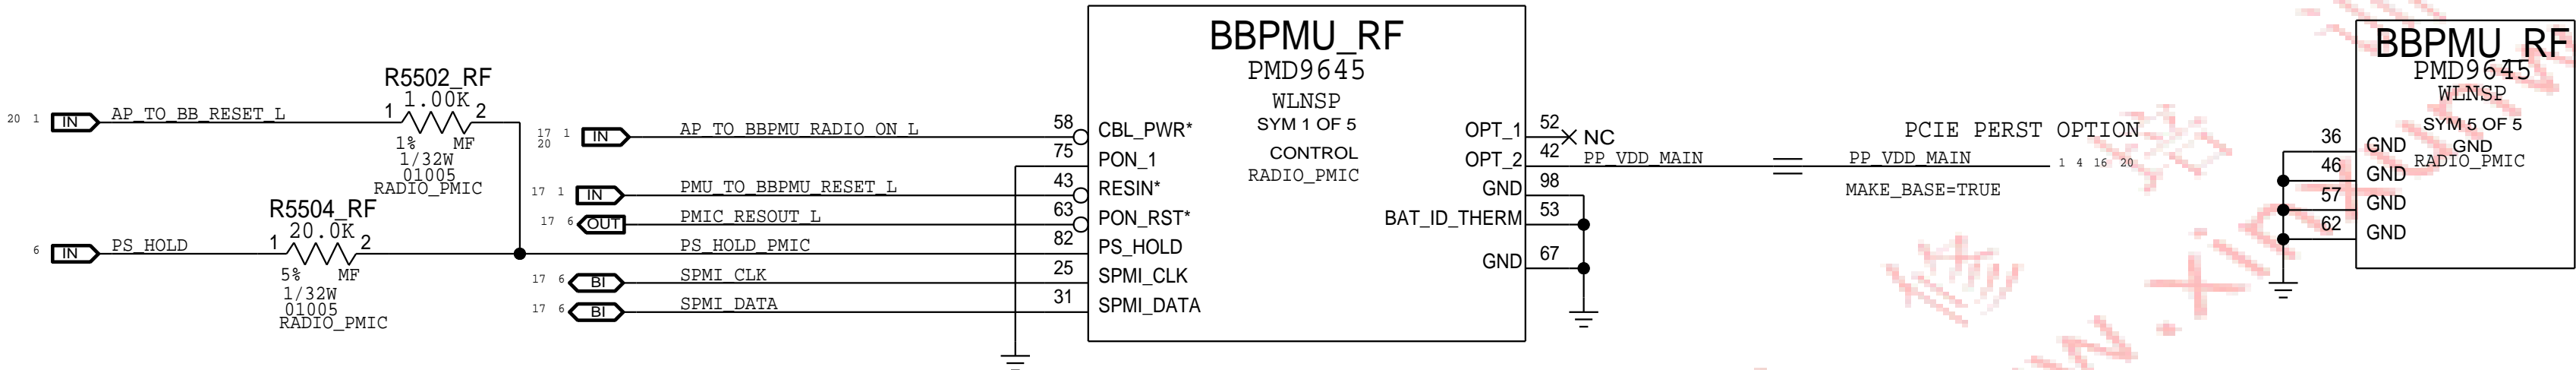 20 1 IN AP_TO_BB_RESET_L
R5502_RF
1.00K
1 2
1% MF
1/32W
01005
RADIO_PMIC
6 IN PS_HOLD
R5504_RF
20.0K
1 2
5% MF
1/32W
01005
RADIO_PMIC
17 1
20
IN AP_TO_BBPMU_RADIO_ON_L 58 CBL_PWR*
75 PON_1
17 1 IN PMU_TO_BBPMU_RESET_L 43 RESIN*
17 6 OUT PMIC_RESOUT_L 63 PON_RST*
PS_HOLD_PMIC 82 PS_HOLD
17 6 BI SPMI_CLK 25 SPMI_CLK
17 6 BI SPMI_DATA 31 SPMI_DATA
BBPMU_RF
PMD9645
WLNSP
SYM 1 OF 5
CONTROL
RADIO_PMIC
OPT_1 52 NC
OPT_2 42 PP_VDD_MAIN
GND 98
BAT_ID_THERM 53
GND 67
PCIE PERST OPTION
PP_VDD_MAIN 1 4 16 20
MAKE_BASE=TRUE
BBPMU_RF
PMD9645
WLNSP
SYM 5 OF 5
GND
RADIO_PMIC
36 GND
46 GND
57 GND
62 GND